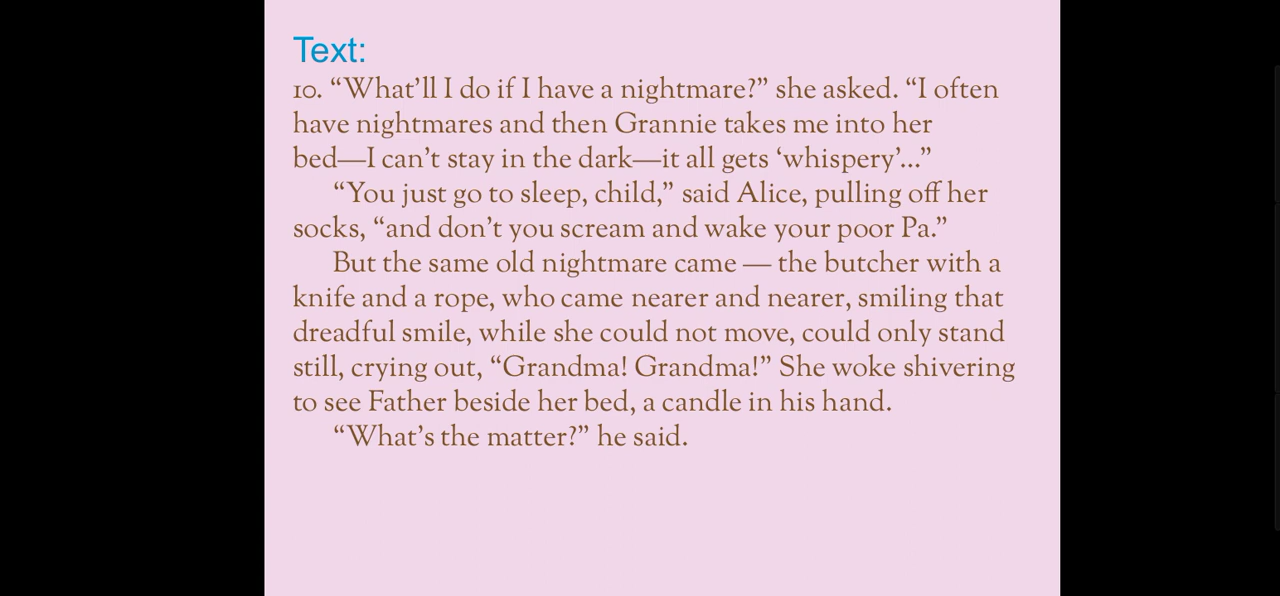 Text:
10. “What’ll I do if I have a nightmare?” she asked. “I often
have nightmares and then Grannie takes me into her
bed—I can’t stay in the dark—it all gets ‘whispery’...”
“You just go to sleep, child,” said Alice, pulling off her
socks, “and don’t you scream and wake your poor Pa.”
But the same old nightmare came — the butcher with a
knife and a rope, who came nearer and nearer, smiling that
dreadful smile, while she could not move, could only stand
still, crying out, “Grandma! Grandma!” She woke shivering
to see Father beside her bed, a candle in his hand.
“What’s the matter?” he said.